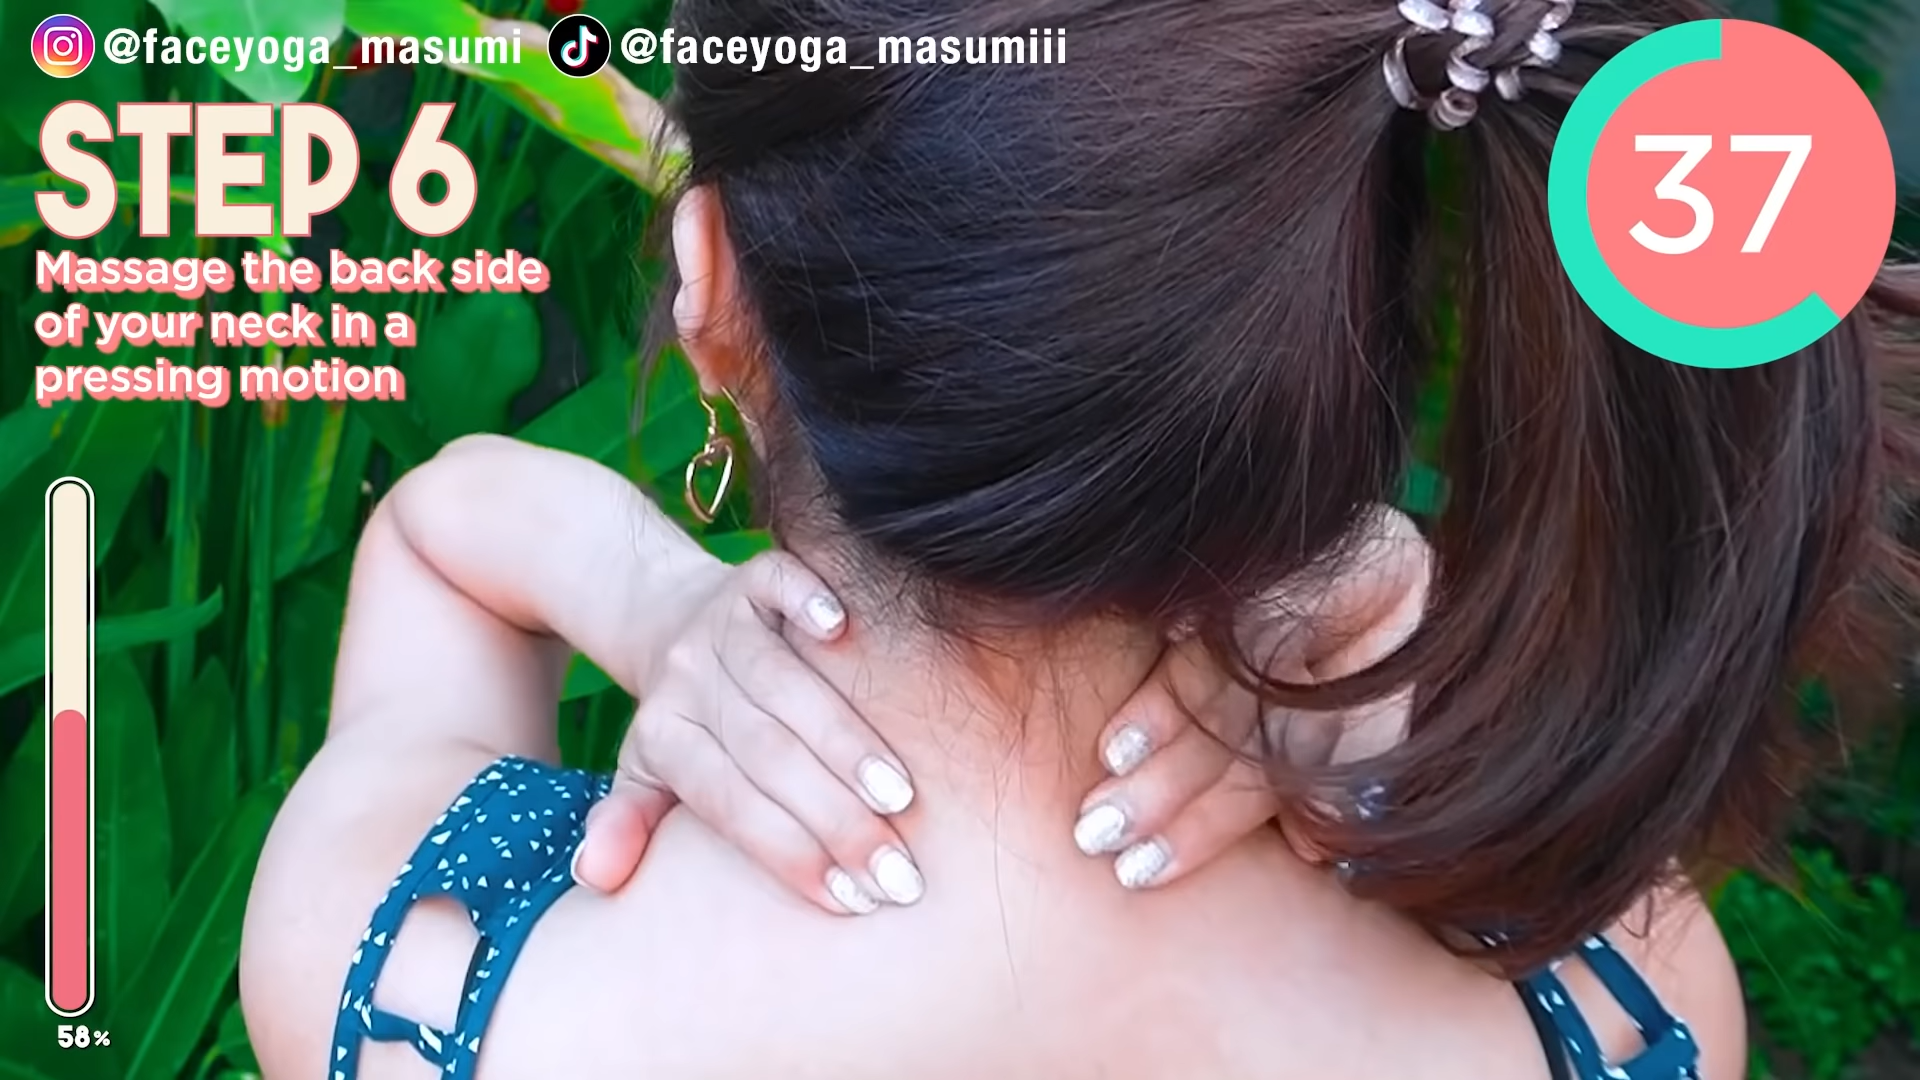 @faceyoga_masumi @faceyoga_masumiii
STEP 6
Massage the back side
of your neck in a
pressing motion
37
58%